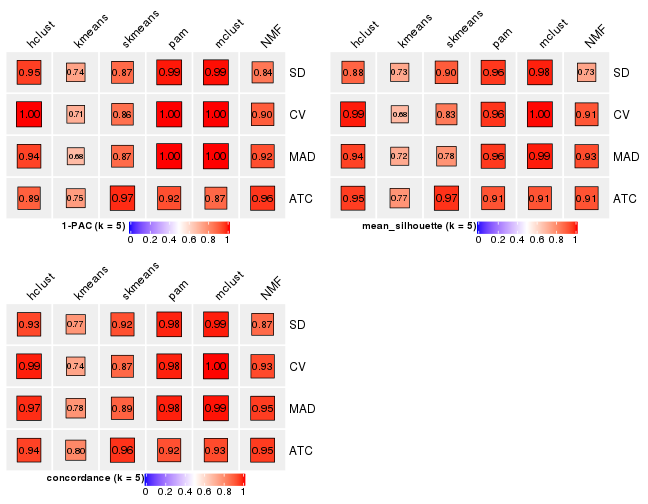 hclust kmeans skmeans pam mclust NMF
0.95 0.74 0.87 0.99 0.99 0.84 SD
1.00 0.71 0.86 1.00 1.00 0.90 CV
0.94 0.68 0.87 1.00 1.00 0.92 MAD
0.89 0.75 0.97 0.92 0.87 0.96 ATC
1-PAC (k = 5)
0 0.2 0.4 0.6 0.8 1
hclust kmeans skmeans pam mclust NMF
0.88 0.73 0.90 0.96 0.98 0.73 SD
0.99 0.68 0.83 0.96 1.00 0.91 CV
0.94 0.72 0.78 0.96 0.99 0.93 MAD
0.95 0.77 0.97 0.91 0.91 0.91 ATC
mean_silhouette (k = 5)
0 0.2 0.4 0.6 0.8 1
hclust kmeans skmeans pam mclust NMF
0.93 0.77 0.92 0.98 0.99 0.87 SD
0.99 0.74 0.87 0.98 1.00 0.93 CV
0.97 0.78 0.89 0.98 0.99 0.95 MAD
0.94 0.80 0.96 0.92 0.93 0.95 ATC
concordance (k = 5)
0 0.2 0.4 0.6 0.8 1